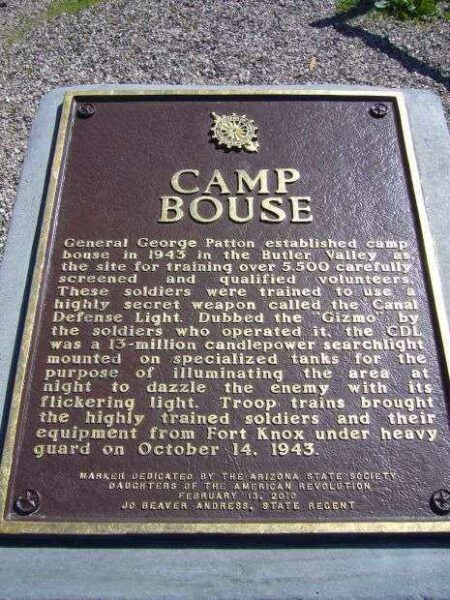 CAMP
BOUSE
General George Patton established camp
bouse in 1943 in the Butler Valley as
the site for training over 5,500 carefully
screened and qualified volunteers.
These soldiers were trained to use a
highly secret weapon called the Canal
Defense Light. Dubbed the "Gizmo" by
the soldiers who operated it, the CDL
was a 13-million candlepower searchlight
mounted on specialized tanks for the
purpose of illuminating the area at
night to dazzle the enemy with its
flickering light. Troop trains brought
the highly trained soldiers and their
equipment from Fort Knox under heavy
guard on October 14, 1943.
MARKER DEDICATED BY THE ARIZONA STATE SOCIETY
DAUGHTERS OF THE AMERICAN REVOLUTION
FEBRUARY 13, 2010
JO BEAVER ANDRESS, STATE REGENT